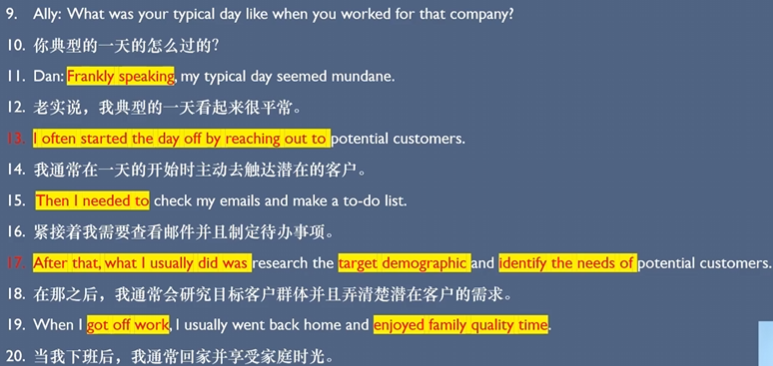 9. Ally: What was your typical day like when you worked for that company?
10. 你典型的一天的怎么过的?
11. Dan: Frankly speaking, my typical day seemed mundane.
12. 老实说，我典型的一天看起来很平常。
13. I often started the day off by reaching out to potential customers.
14. 我通常在一天的开始时主动去触达潜在的客户。
15. Then I needed to check my emails and make a to-do list.
16. 紧接着我需要查看邮件并且制定待办事项。
17. After that, what I usually did was research the target demographic and identify the needs of potential customers.
18. 在那之后，我通常会研究目标客户群体并且弄清楚潜在客户的需求。
19. When I got off work, I usually went back home and enjoyed family quality time.
20. 当我下班后，我通常回家并享受家庭时光。